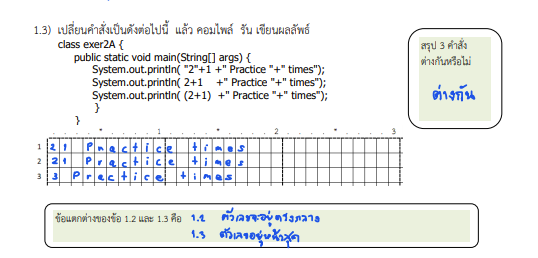 1.3) เปลี่ยนคำสั่งเป็นดังต่อไปนี้ แล้ว คอมไพล์ รัน เขียนผลลัพธ์
class exer2A {
public static void main(String[] args) {
System.out.println( "2"+1 +" Practice "+" times");
System.out.println( 2+1 +" Practice "+" times");
System.out.println( (2+1) +" Practice "+" times");
}
}
สรุป 3 คำสั่ง
ต่างกันหรือไม่
ต่างกัน
. . . . * . . . . 1 . . . . * . . . . 2 . . . . * . . . . 3
1 21 Practice times
2 21 Practice times
3 3 Practice times
ข้อแตกต่างของข้อ 1.2 และ 1.3 คือ 1.2 ตัวเลขจะอยู่ตรงกลาง
1.3 ตัวเลขอยู่หน้าสุด